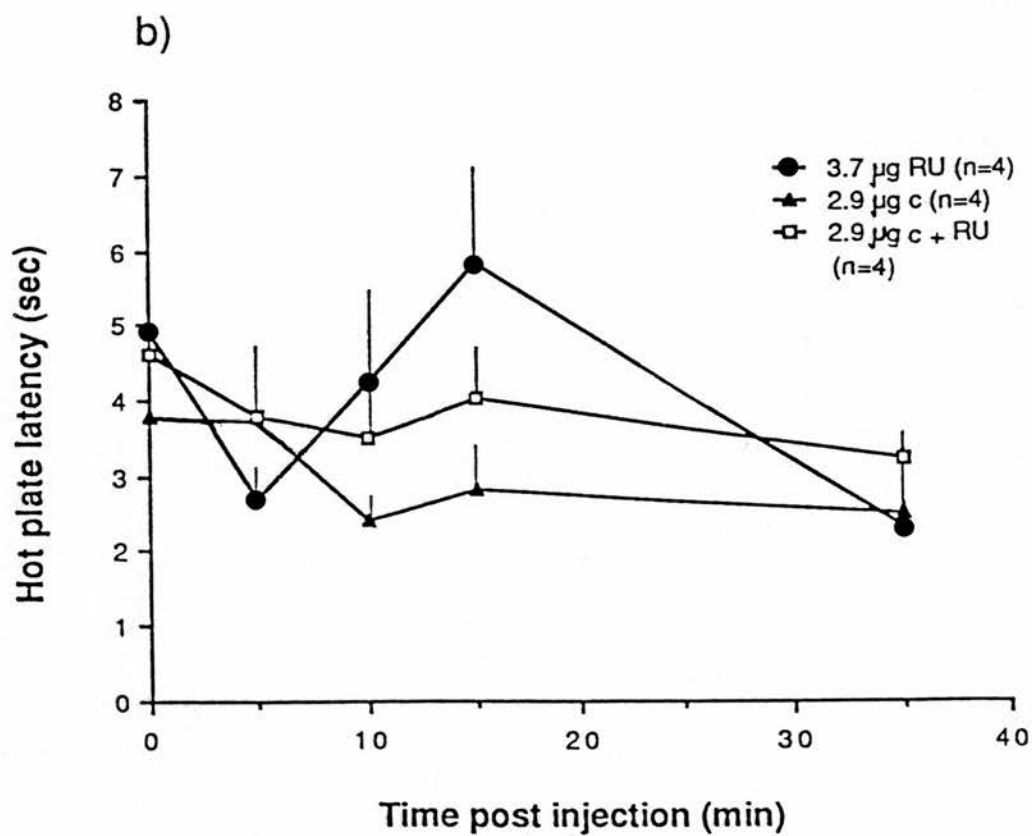 b)
8
7
6
5
4
3
2
1
0
Hot plate latency (sec)
3.7 µg RU (n=4)
2.9 µg c (n=4)
2.9 µg c + RU
(n=4)
0 10 20 30 40
Time post injection (min)